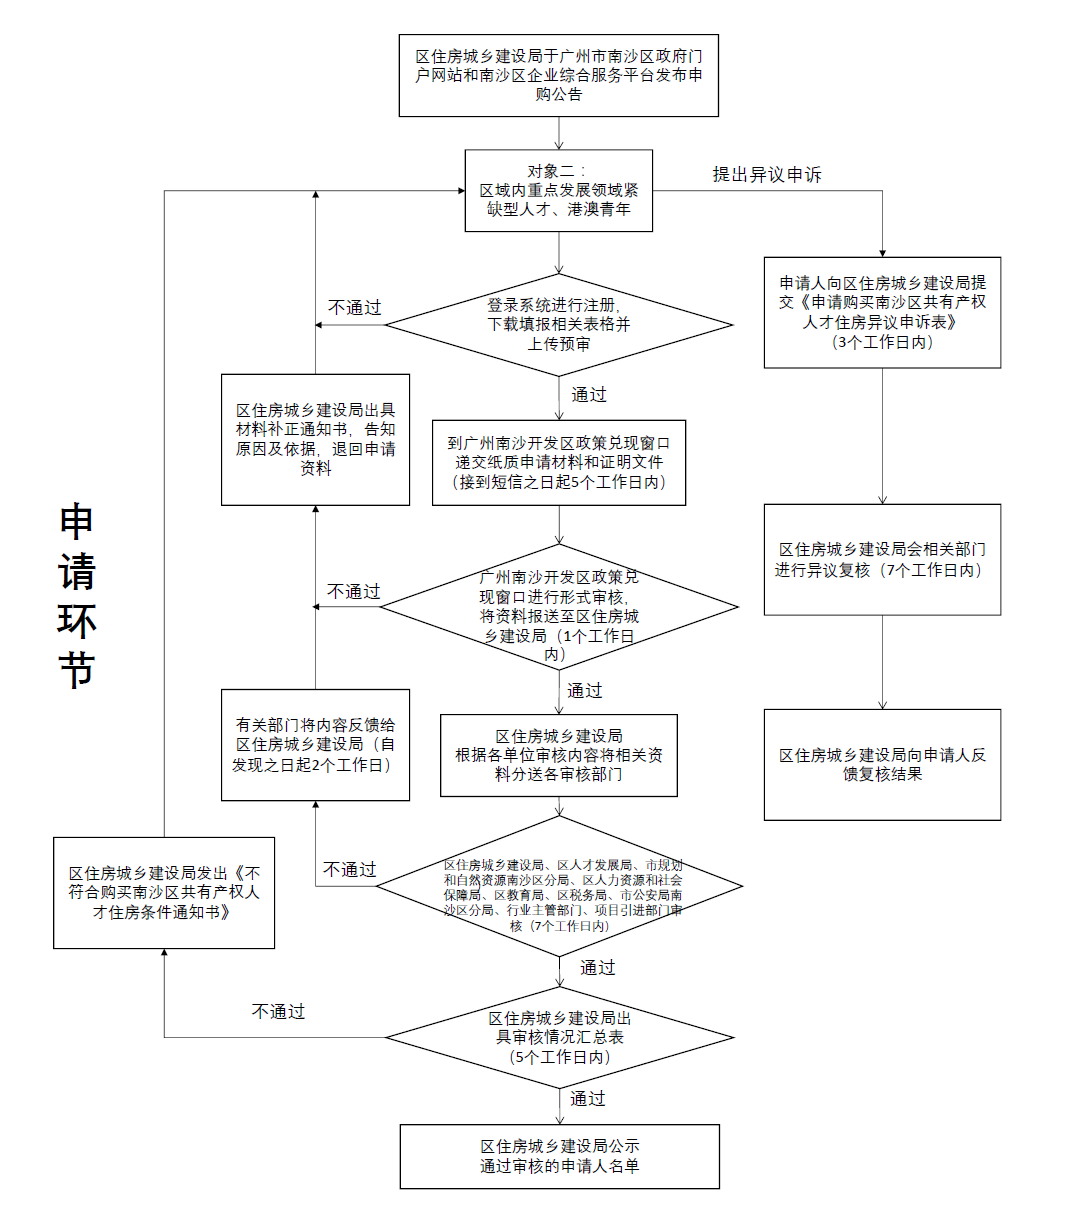 区住房城乡建设局于广州市南沙区政府门
户网站和南沙区企业综合服务平台发布申
购公告
对象二：
区域内重点发展领域紧
缺型人才、港澳青年
提出异议申诉
申请人向区住房城乡建设局提
交《申请购买南沙区共有产权
人才住房异议申诉表》
（3个工作日内）
登录系统进行注册，
下载填报相关表格并
上传预审
不通过
通过
区住房城乡建设局出具
材料补正通知书，告知
原因及依据，退回申请
资料
到广州南沙开发区政策兑现窗口
递交纸质申请材料和证明文件
（接到短信之日起5个工作日内）
申请环节
区住房城乡建设局会相关部门
进行异议复核（7个工作日内）
广州南沙开发区政策兑
现窗口进行形式审核，
将资料报送至区住房城
乡建设局（1个工作日
内）
不通过
通过
有关部门将内容反馈给
区住房城乡建设局（自
发现之日起2个工作日）
区住房城乡建设局
根据各单位审核内容将相关资
料分送各审核部门
区住房城乡建设局向申请人反
馈复核结果
不通过
区住房城乡建设局、区人才发展局、市规划
和自然资源南沙区分局、区人力资源和社会
保障局、区教育局、区税务局、市公安局南
沙区分局、行业主管部门、项目引进部门审
核（7个工作日内）
区住房城乡建设局发出《不
符合购买南沙区共有产权人
才住房条件通知书》
通过
不通过
区住房城乡建设局出
具审核情况汇总表
（5个工作日内）
通过
区住房城乡建设局公示
通过审核的申请人名单